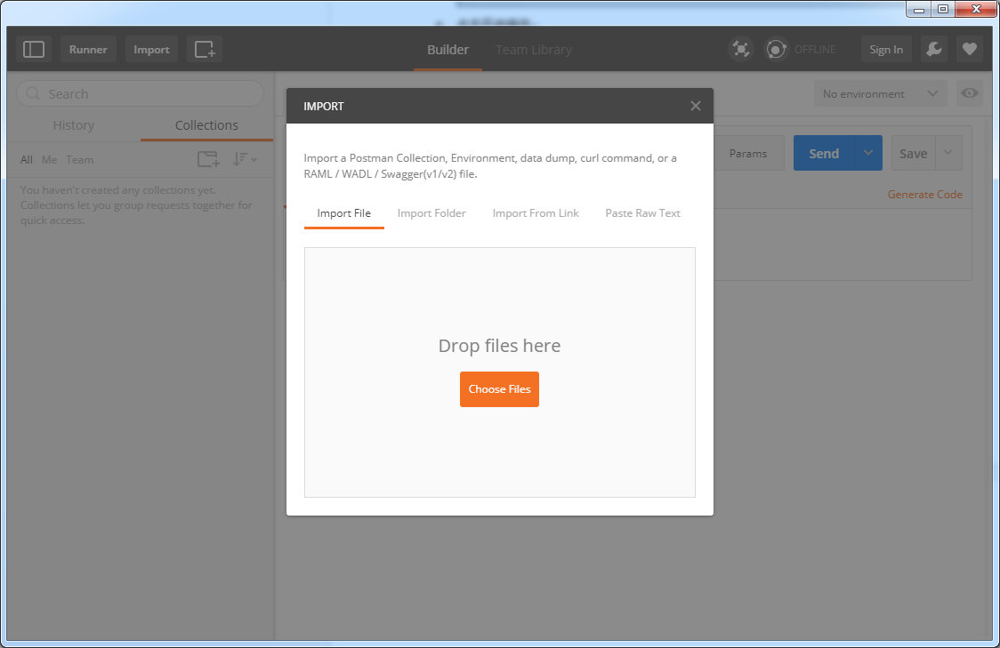 Runner
Import
Builder
Team Library
OFFLINE
Sign In
Search
History
Collections
All Me Team
You haven't created any collections yet.
Collections let you group requests together for
quick access.
No environment
Params
Send
Save
Generate Code
IMPORT
Import a Postman Collection, Environment, data dump, curl command, or a
RAML / WADL / Swagger(v1/v2) file.
Import File
Import Folder
Import From Link
Paste Raw Text
Drop files here
Choose Files